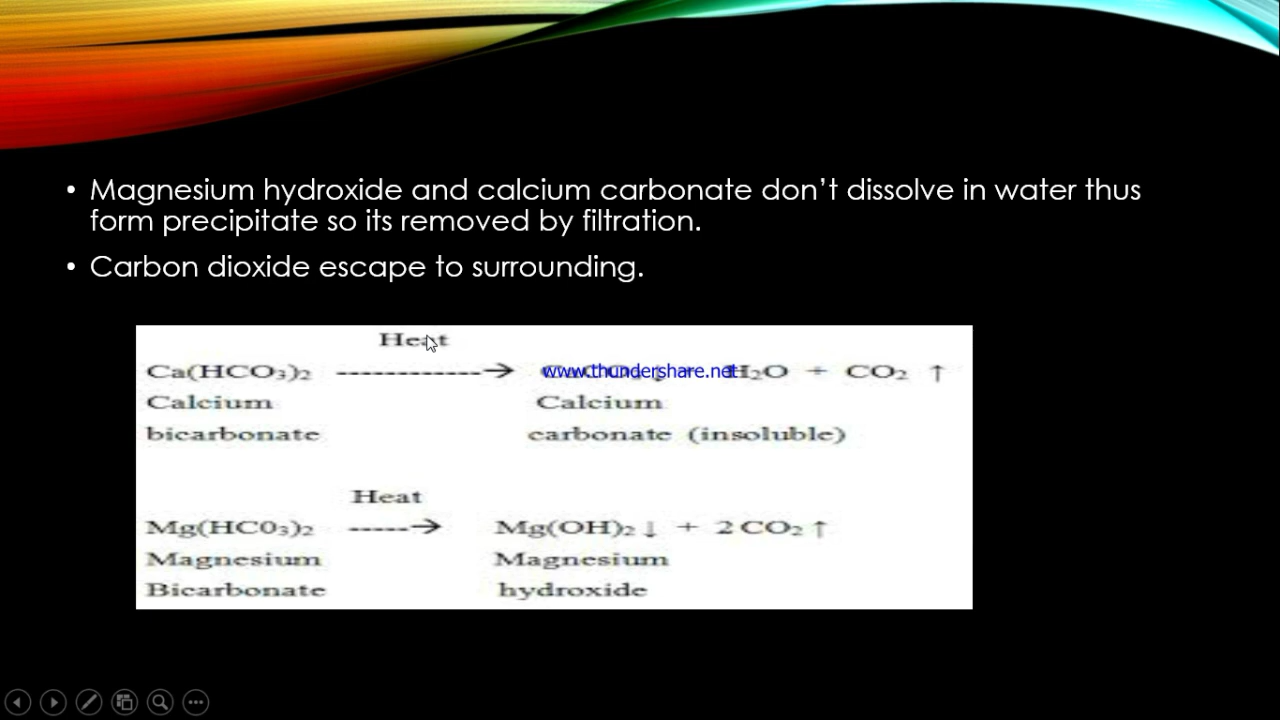 • Magnesium hydroxide and calcium carbonate don’t dissolve in water thus
form precipitate so its removed by filtration.
• Carbon dioxide escape to surrounding.
Heat
Ca(HCO₃)₂ ------------→ www.thundershare.net H₂O + CO₂ ↑
Calcium Calcium
bicarbonate carbonate (insoluble)
Heat
Mg(HC0₃)₂ -----→ Mg(OH)₂ ↓ + 2 CO₂ ↑
Magnesium Magnesium
Bicarbonate hydroxide